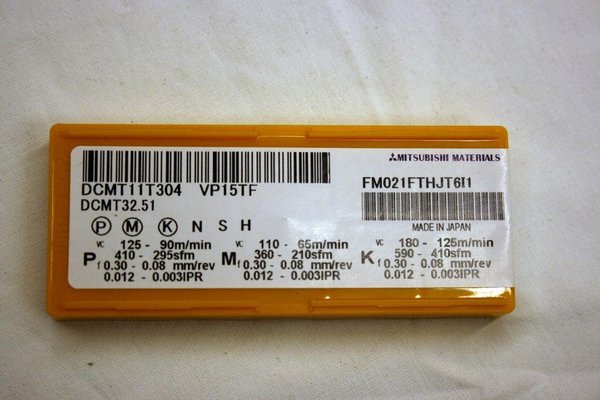 MITSUBISHI MATERIALS
DCMT11T304 VP15TF
DCMT32.51
FM021FTHJT6I1
MADE IN JAPAN
P M K N S H
P
vc 125 - 90m/min
410 - 295sfm
f 0.30 - 0.08 mm/rev
0.012 - 0.003IPR
M
vc 110 - 65m/min
360 - 210sfm
f 0.30 - 0.08 mm/rev
0.012 - 0.003IPR
K
vc 180 - 125m/min
590 - 410sfm
f 0.30 - 0.08 mm/rev
0.012 - 0.003IPR